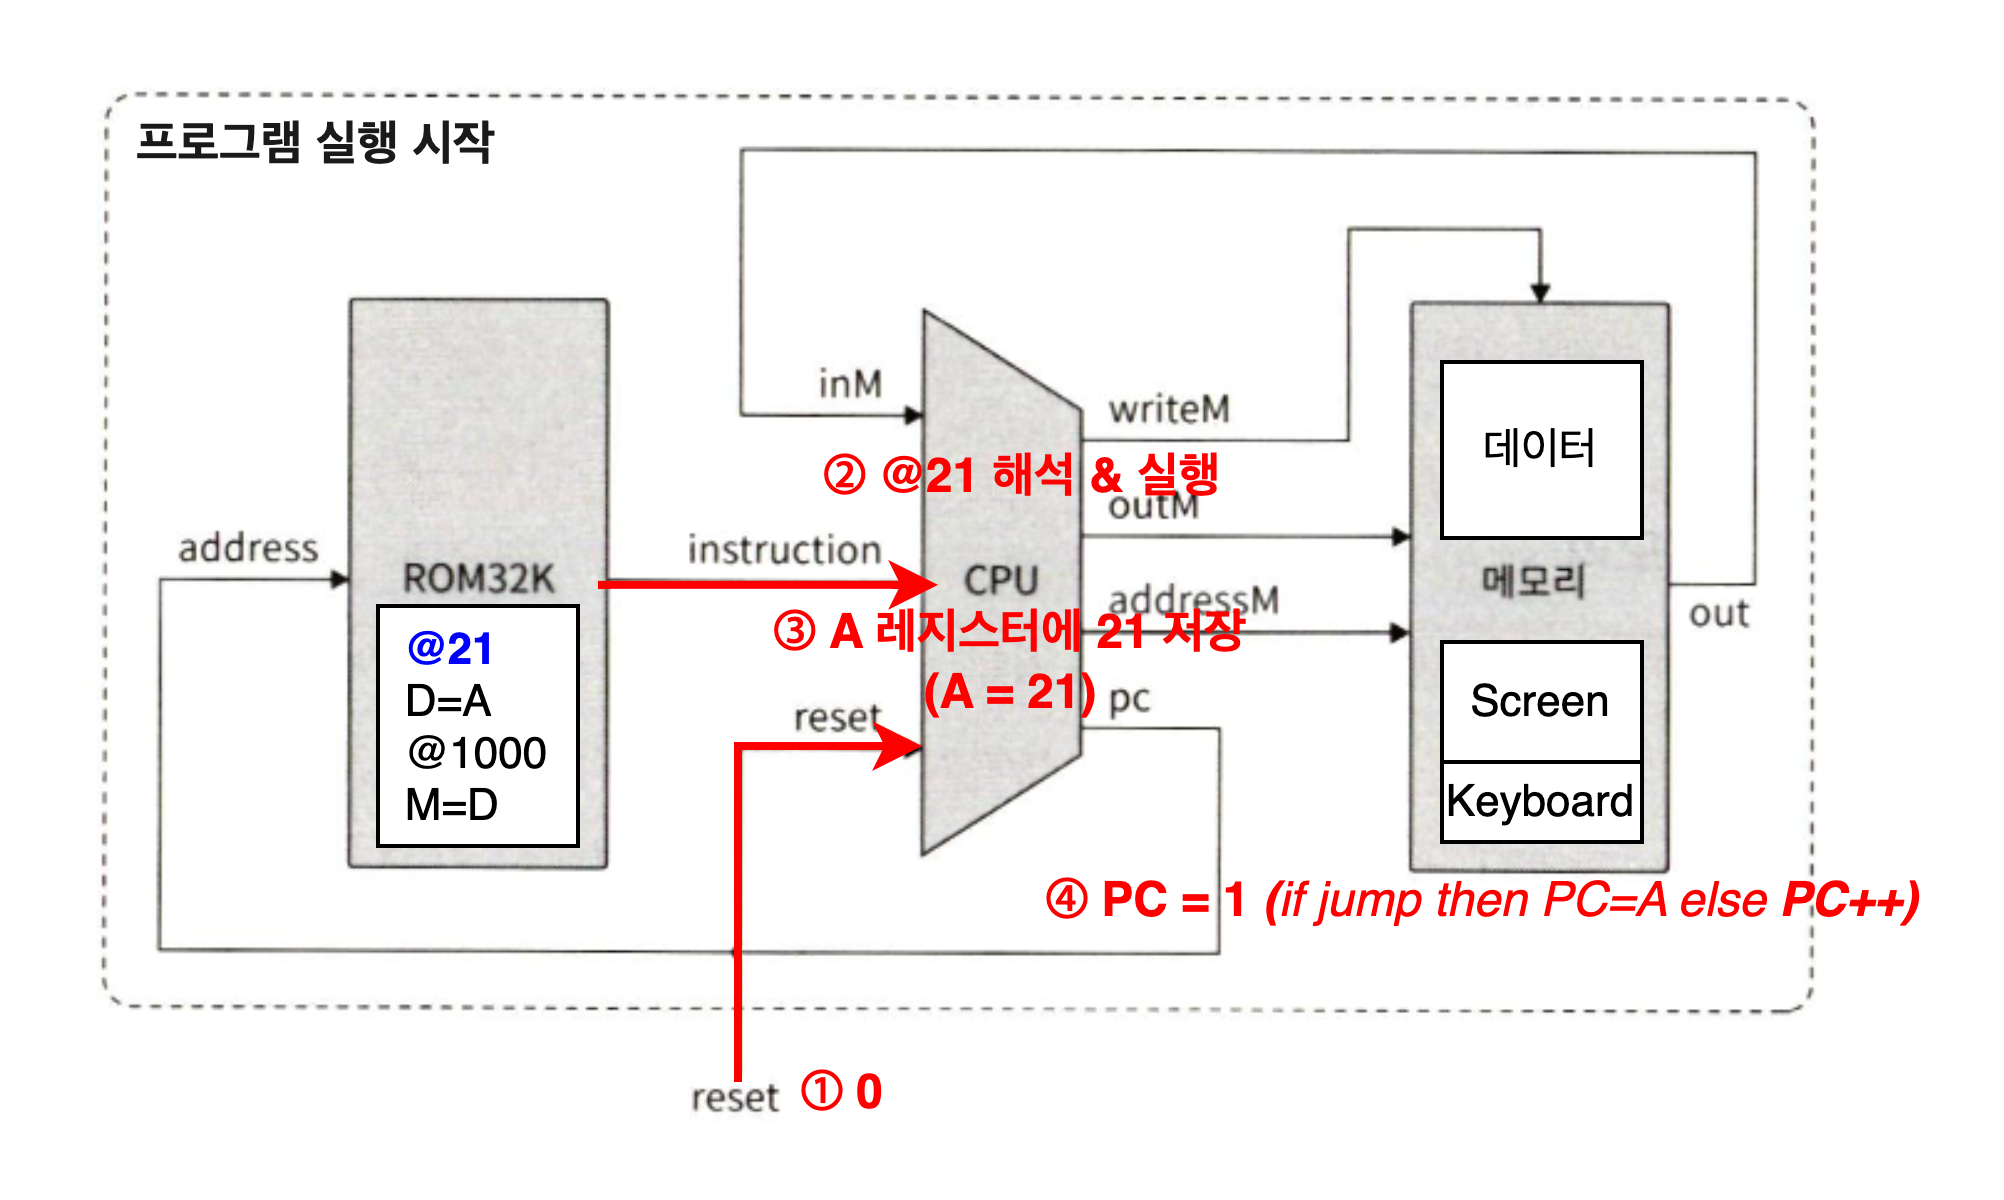 프로그램 실행 시작
inM
writeM
데이터
② @21 해석 & 실행
outM
address
instruction
ROM32K
CPU
메모리
addressM
out
③ A 레지스터에 21 저장
(A = 21)
@21
D=A
@1000
M=D
reset
pc
Screen
Keyboard
④ PC = 1 (if jump then PC=A else PC++)
reset ① 0